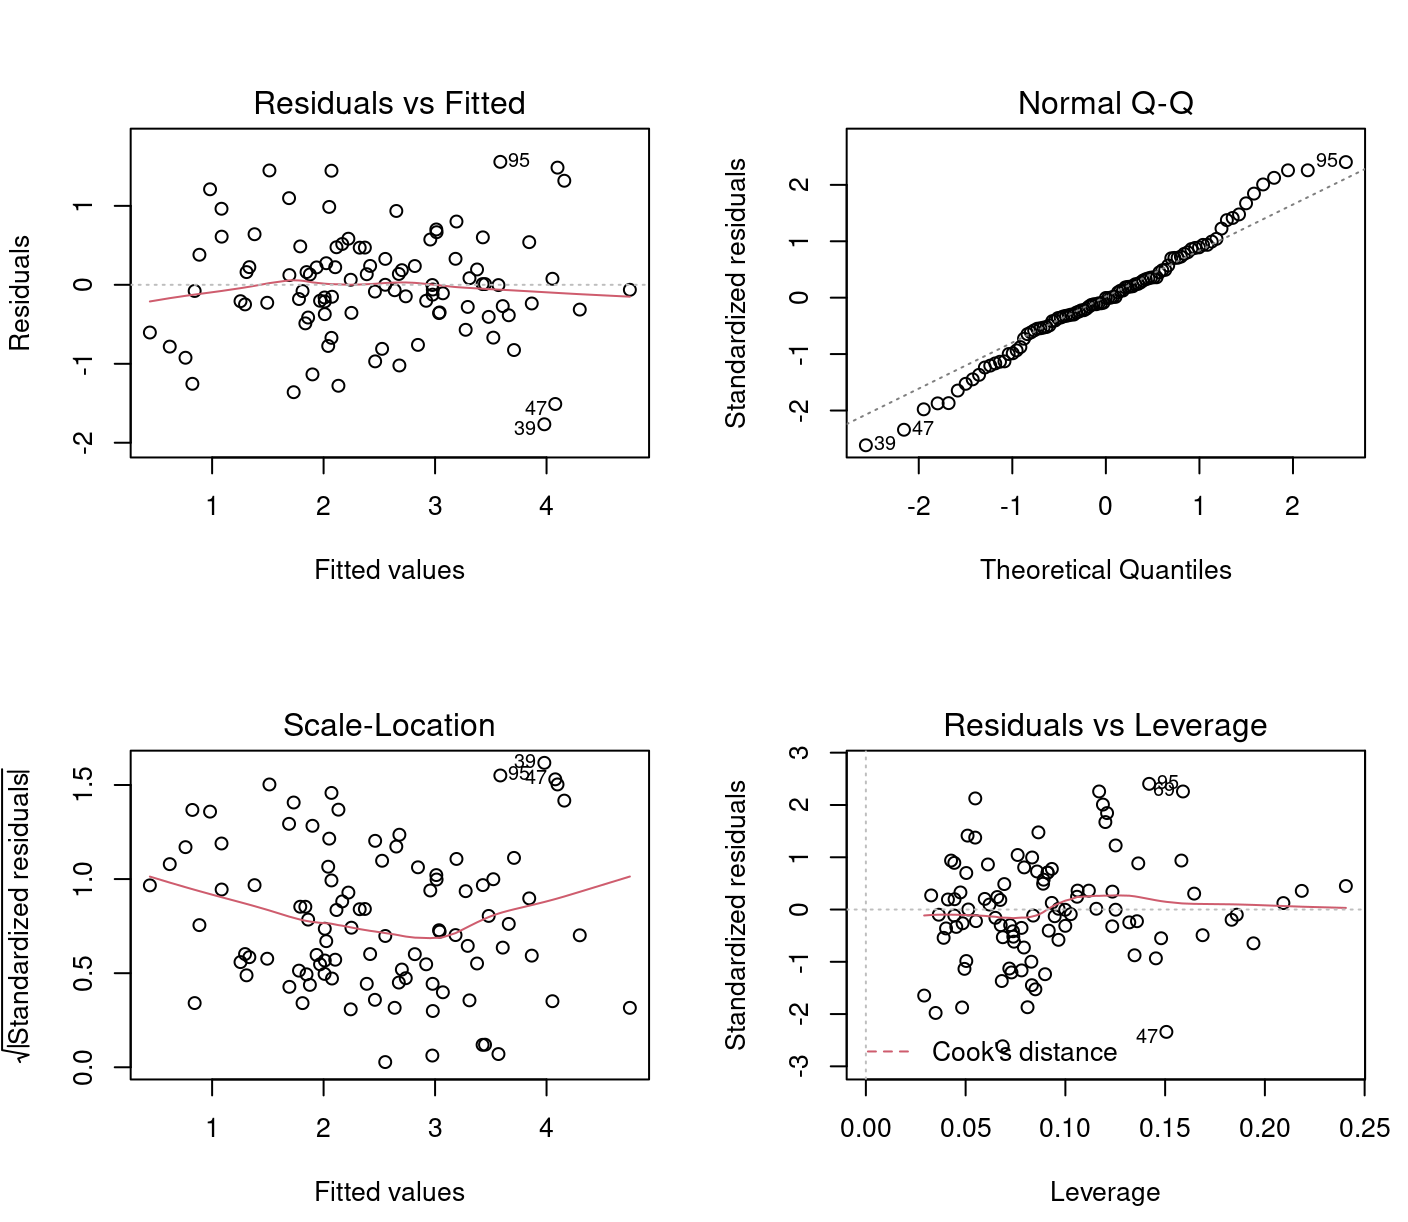 Residuals vs Fitted
Residuals
1
0
-1
-2
95
47
39
1 2 3 4
Fitted values
Normal Q-Q
Standardized residuals
2
1
0
-1
-2
95
47
39
-2 -1 0 1 2
Theoretical Quantiles
Scale-Location
√|Standardized residuals|
1.5
1.0
0.5
0.0
39
95
47
1 2 3 4
Fitted values
Residuals vs Leverage
Standardized residuals
3
2
1
0
-1
-2
-3
95
69
47
Cook's distance
0.00 0.05 0.10 0.15 0.20 0.25
Leverage